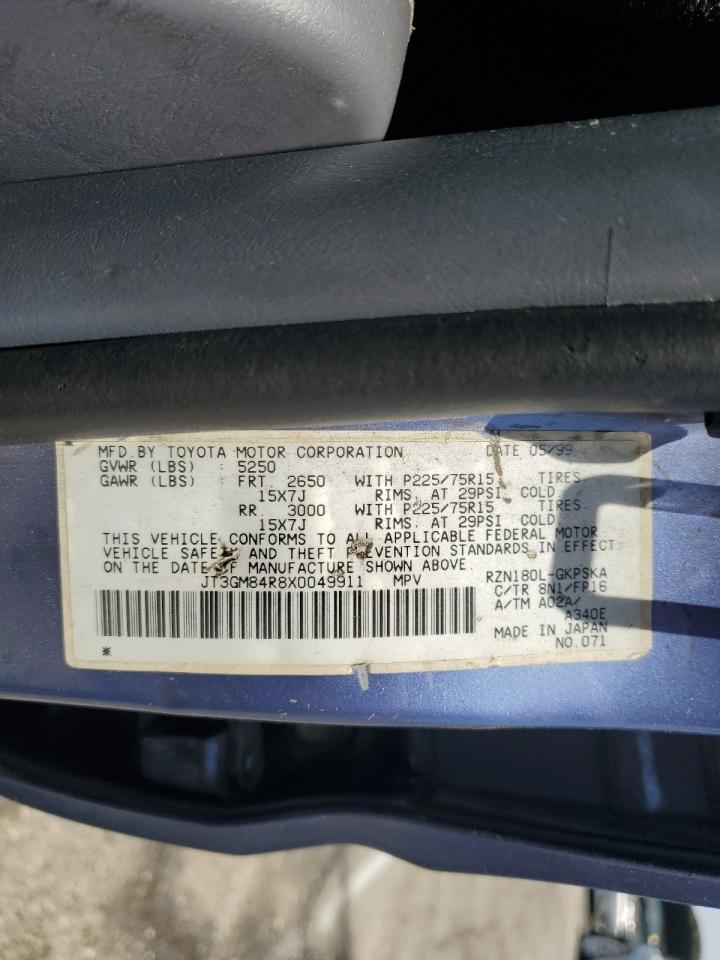 MFD. BY TOYOTA MOTOR CORPORATION DATE 05/99
GVWR (LBS) : 5250
GAWR (LBS) : FRT. 2650 WITH P225/75R15 TIRES.
15X7J RIMS. AT 29PSI. COLD.
RR. 3000 WITH P225/75R15 TIRES.
15X7J RIMS. AT 29PSI. COLD.
THIS VEHICLE CONFORMS TO ALL APPLICABLE FEDERAL MOTOR
VEHICLE AND THEFT STANDARDS IN EFFECT
ON THE DATE OF MANUFACTURE SHOWN ABOVE.
JT3GM84R8X0049911 MPV
RZN180L-GKPSKA
C/TR 8N1/FP16
A/TM A02A/
A340E
MADE IN JAPAN
NO.071